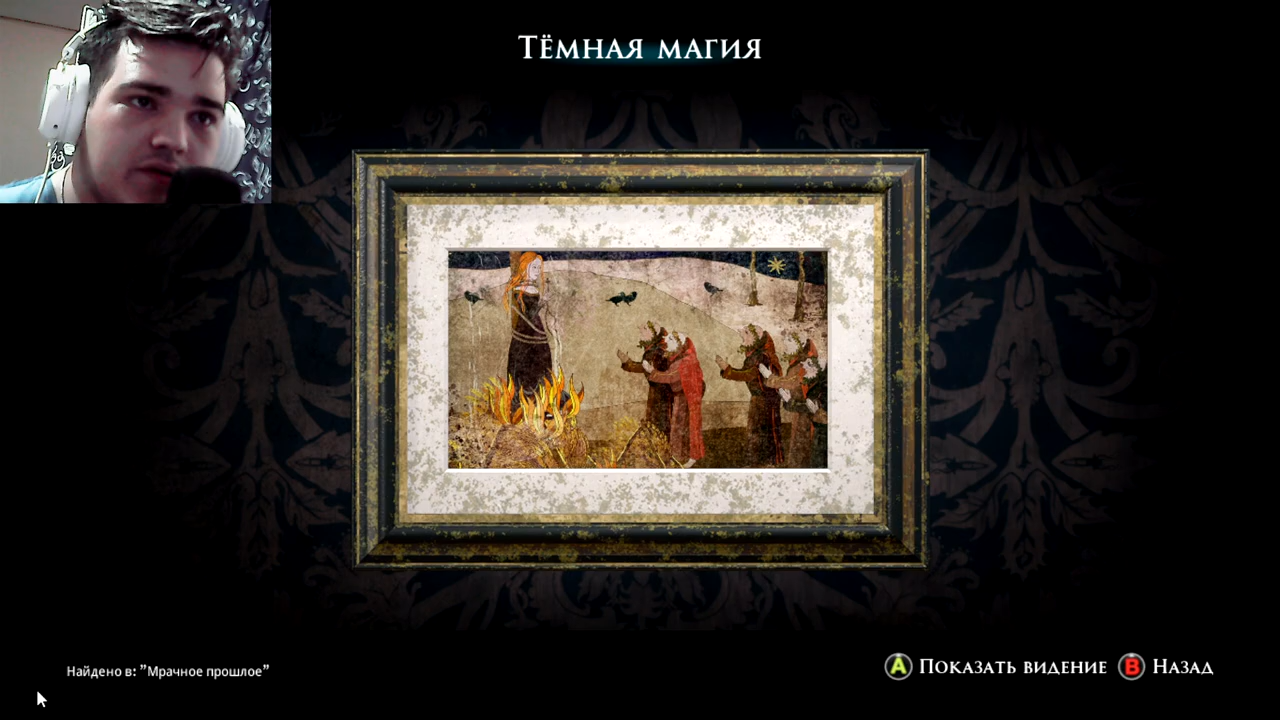 Тёмная магия
Найдено в: "Мрачное прошлое"
A Показать видение B Назад